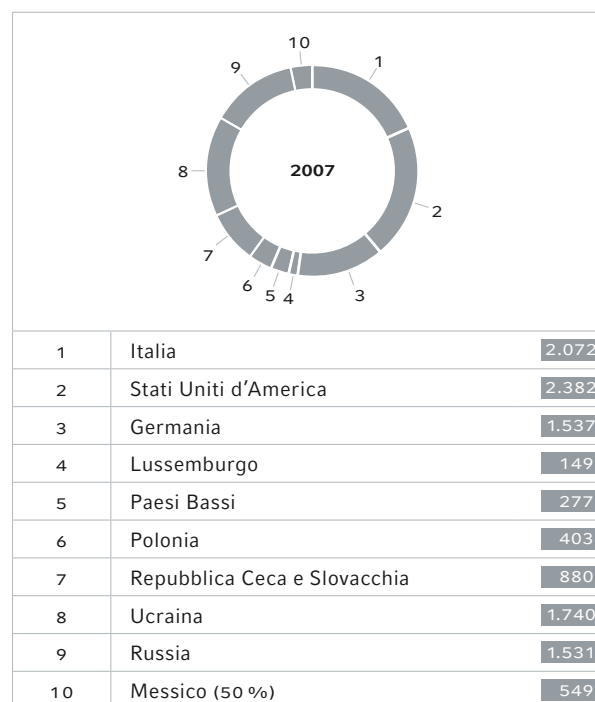 10
9
1
8
2007
2
7
6
5
4
3
1 Italia 2.072
2 Stati Uniti d’America 2.382
3 Germania 1.537
4 Lussemburgo 149
5 Paesi Bassi 277
6 Polonia 403
7 Repubblica Ceca e Slovacchia 880
8 Ucraina 1.740
9 Russia 1.531
10 Messico (50 %) 549